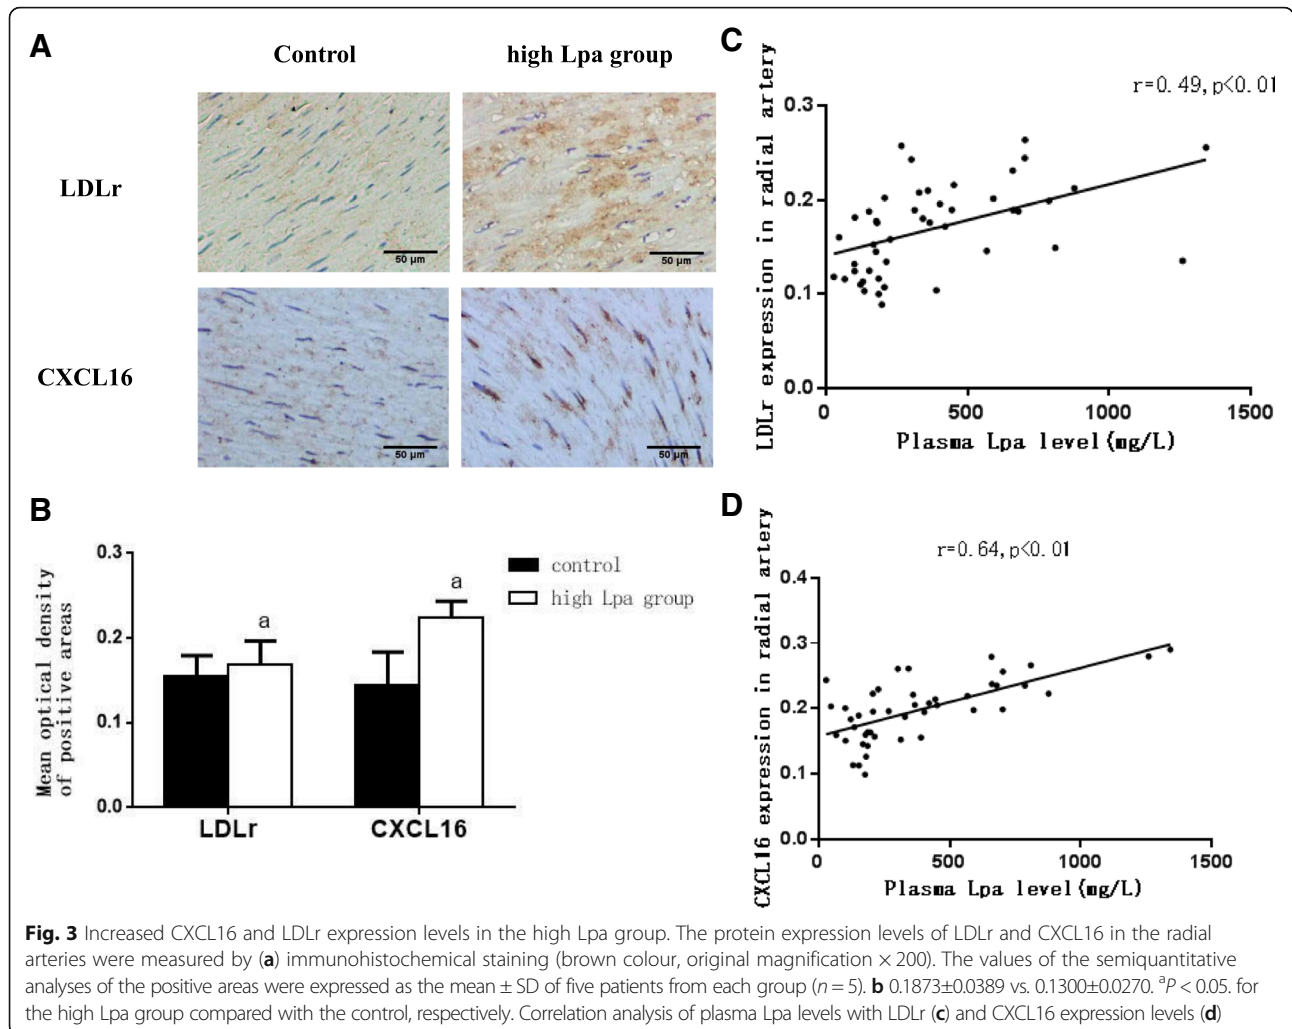 A
Control
high Lpa group
LDLr
50 µm
50 µm
CXCL16
50 µm
50 µm
B
Mean optical density
of positive areas
0.3
0.2
0.1
0.0
a
a
control
high Lpa group
LDLr
CXCL16
C
r=0.49, p<0.01
LDLr expression in radial artery
0.3
0.2
0.1
0.0
0
500
1000
1500
Plasma Lpa level(mg/L)
D
r=0.64, p<0.01
CXCL16 expression in radial artery
0.4
0.3
0.2
0.1
0.0
0
500
1000
1500
Plasma Lpa level(mg/L)
Fig. 3 Increased CXCL16 and LDLr expression levels in the high Lpa group. The protein expression levels of LDLr and CXCL16 in the radial
arteries were measured by (a) immunohistochemical staining (brown colour, original magnification × 200). The values of the semiquantitative
analyses of the positive areas were expressed as the mean ± SD of five patients from each group (n = 5). b 0.1873±0.0389 vs. 0.1300±0.0270. aP < 0.05. for
the high Lpa group compared with the control, respectively. Correlation analysis of plasma Lpa levels with LDLr (c) and CXCL16 expression levels (d)